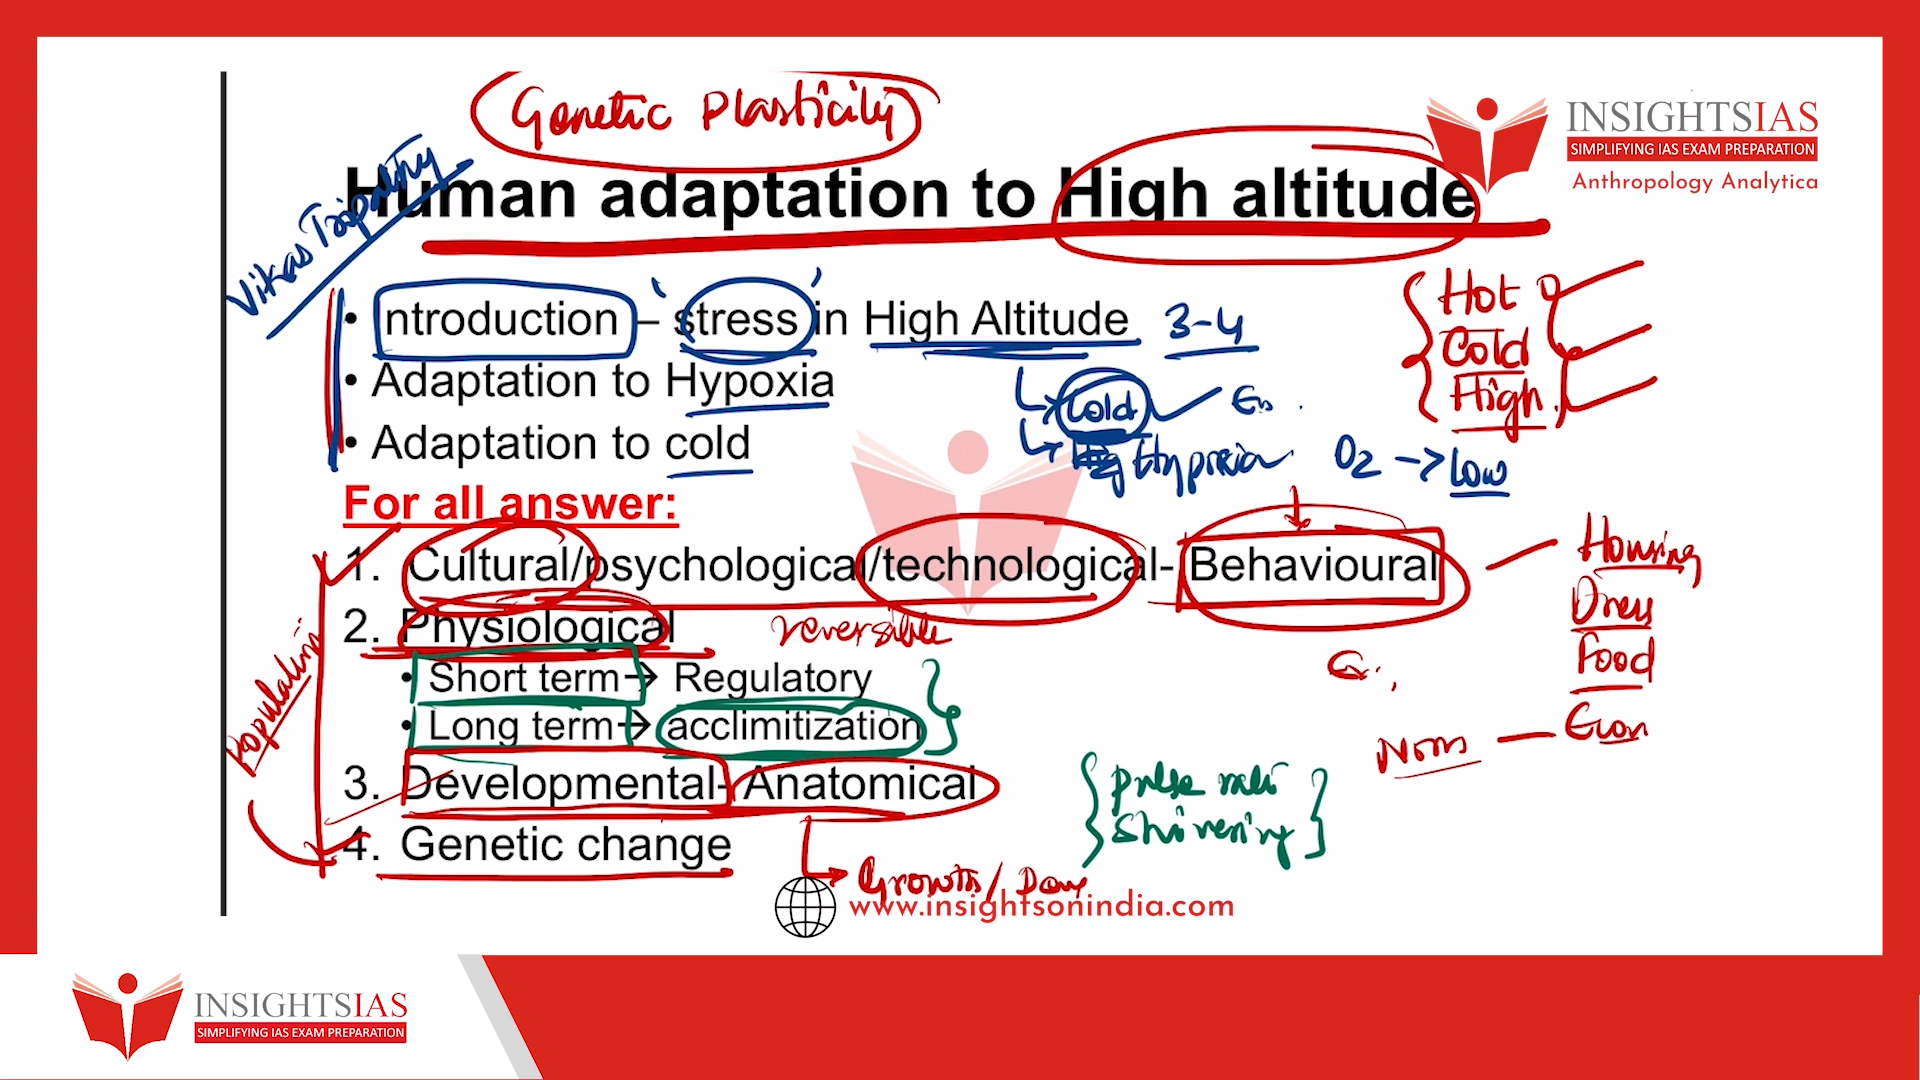 Genetic Plasticity
INSIGHTSIAS
SIMPLIFYING IAS EXAM PREPARATION
Anthropology Analytica
Human adaptation to High altitude
Vikas Tripathy
• Introduction – 'stress' in High Altitude 3-4
Hot
Cold
High
• Adaptation to Hypoxia
Cold
• Adaptation to cold
Hypoxia O2 → Low
For all answer:
1. Cultural/psychological/technological- Behavioural
Housing
Dress
Food
Econ
2. Physiological reversible
• Short term→ Regulatory
• Long term→ acclimitization
Population
3. Developmental- Anatomical
pulse rate
Shivering
4. Genetic change
Growth/
www.insightsonindia.com
INSIGHTSIAS
SIMPLIFYING IAS EXAM PREPARATION